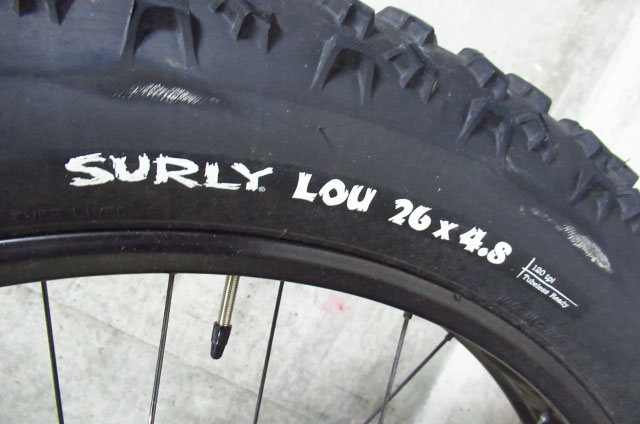 SURLY® LOU 26 x 4.8
120 tpi
Tubeless Ready